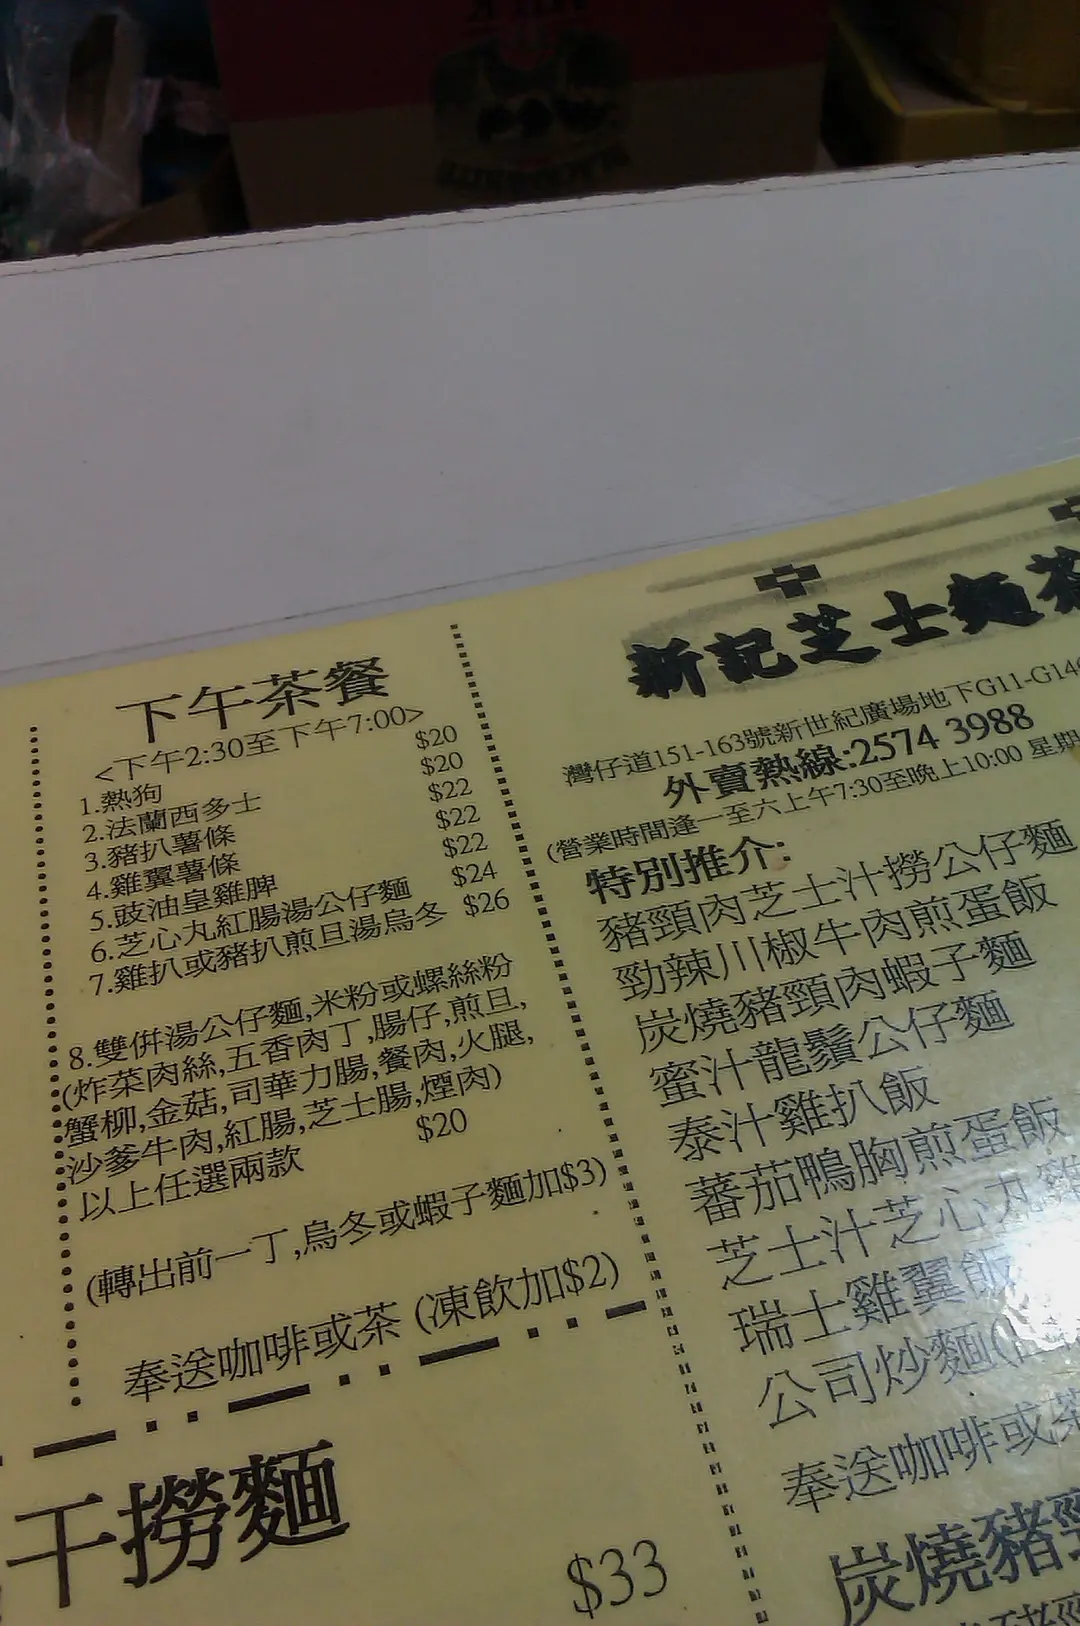 下午茶餐
<下午2:30至下午7:00>
1.熱狗 $20
2.法蘭西多士 $20
3.豬扒薯條 $22
4.雞翼薯條 $22
5.豉油皇雞脾 $22
6.芝心丸紅腸湯公仔麵 $24
7.雞扒或豬扒煎旦湯烏冬 $26
8.雙併湯公仔麵,米粉或螺絲粉
(炸菜肉絲,五香肉丁,腸仔,煎旦,
蟹柳,金菇,司華力腸,餐肉,火腿,
沙爹牛肉,紅腸,芝士腸,煙肉)
以上任選兩款 $20
(轉出前一丁,烏冬或蝦子麵加$3)
奉送咖啡或茶 (凍飲加$2)
干撈麵
$33
新記芝士麵茶
灣仔道151-163號新世紀廣場地下G11-G14
外賣熱線:2574 3988
(營業時間逢一至六上午7:30至晚上10:00 星期
特別推介:
豬頸肉芝士汁撈公仔麵
勁辣川椒牛肉煎蛋飯
炭燒豬頸肉蝦子麵
蜜汁龍鬚公仔麵
泰汁雞扒飯
蕃茄鴨胸煎蛋飯
芝士汁芝心丸雞
瑞士雞翼飯
公司炒麵
奉送咖啡或茶
炭燒豬頸